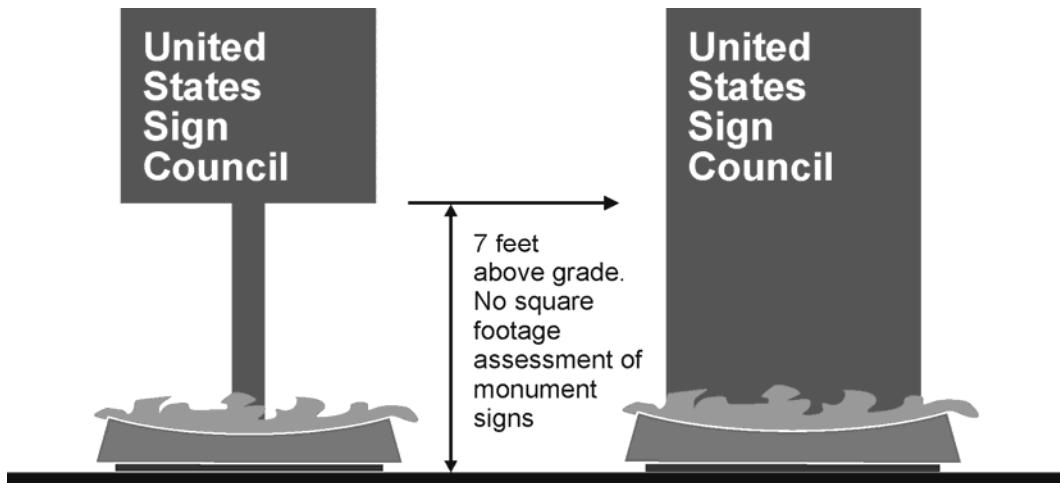 United
States
Sign
Council
7 feet
above grade.
No square
footage
assessment of
monument
signs
United
States
Sign
Council